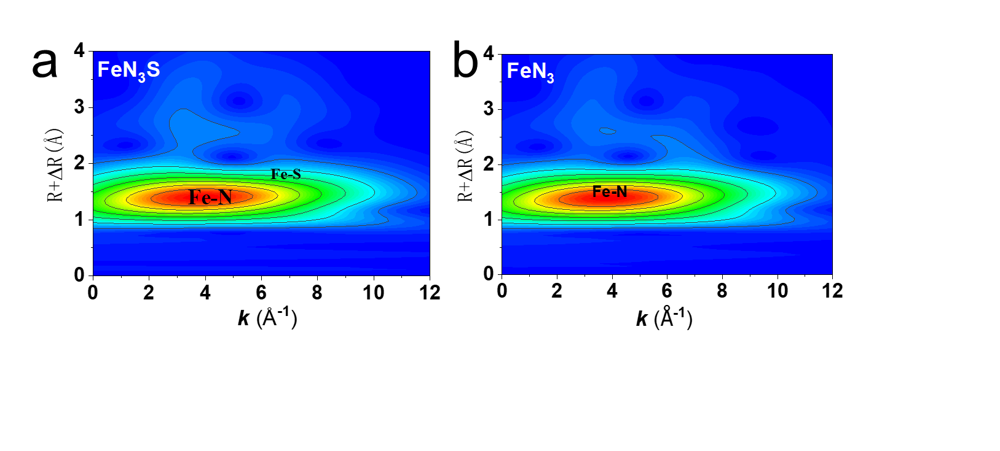 a
FeN₃S
4
3
2
1
0
R+ΔR (Å)
Fe-S
Fe-N
0 2 4 6 8 10 12
k (Å⁻¹)
b
FeN₃
4
3
2
1
0
R+ΔR (Å)
Fe-N
0 2 4 6 8 10 12
k (Å⁻¹)